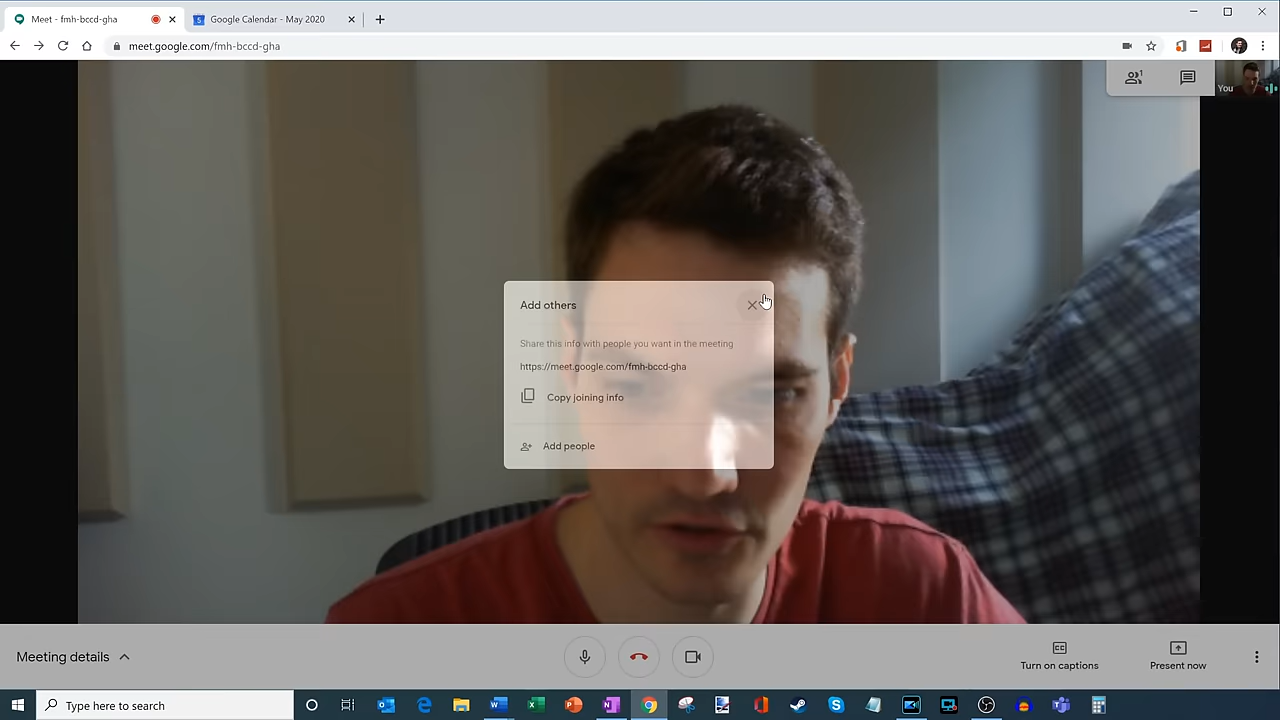 Meet - fmh-bccd-gha
Google Calendar - May 2020
meet.google.com/fmh-bccd-gha
1
You
Add others
Share this info with people you want in the meeting
https://meet.google.com/fmh-bccd-gha
Copy joining info
Add people
Meeting details
Turn on captions
Present now
Type here to search